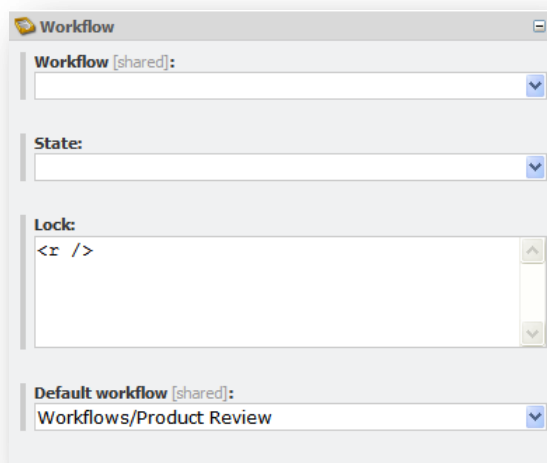 Workflow
Workflow [shared]:
State:
Lock:
<r />
Default workflow [shared]:
Workflows/Product Review